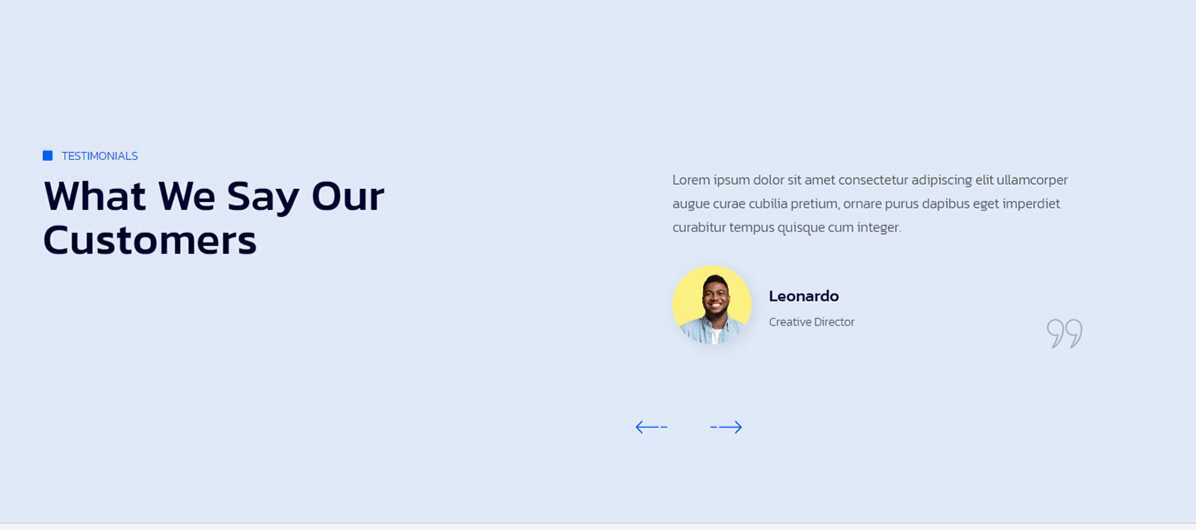 TESTIMONIALS
What We Say Our
Customers
Lorem ipsum dolor sit amet consectetur adipiscing elit ullamcorper
augue curae cubilia pretium, ornare purus dapibus eget imperdiet
curabitur tempus quisque cum integer.
Leonardo
Creative Director